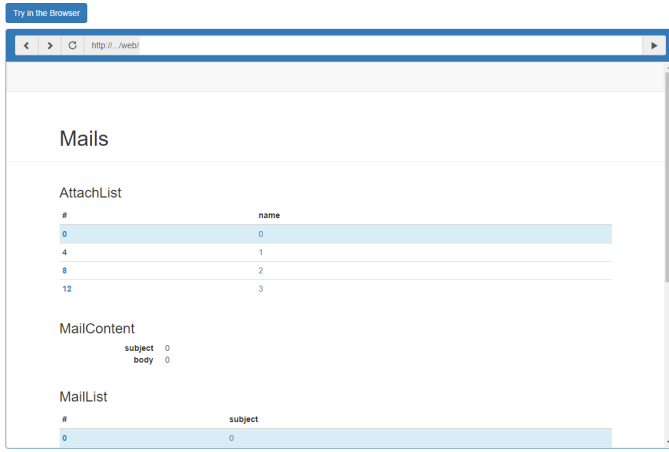 Try in the Browser
http://.../web/
Mails
AttachList
# name
0 0
4 1
8 2
12 3
MailContent
subject 0
body 0
MailList
# subject
0 0